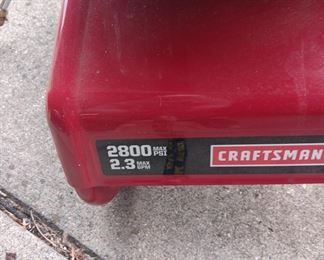 2800 MAX PSI
2.3 MAX GPM
CRAFTSMAN